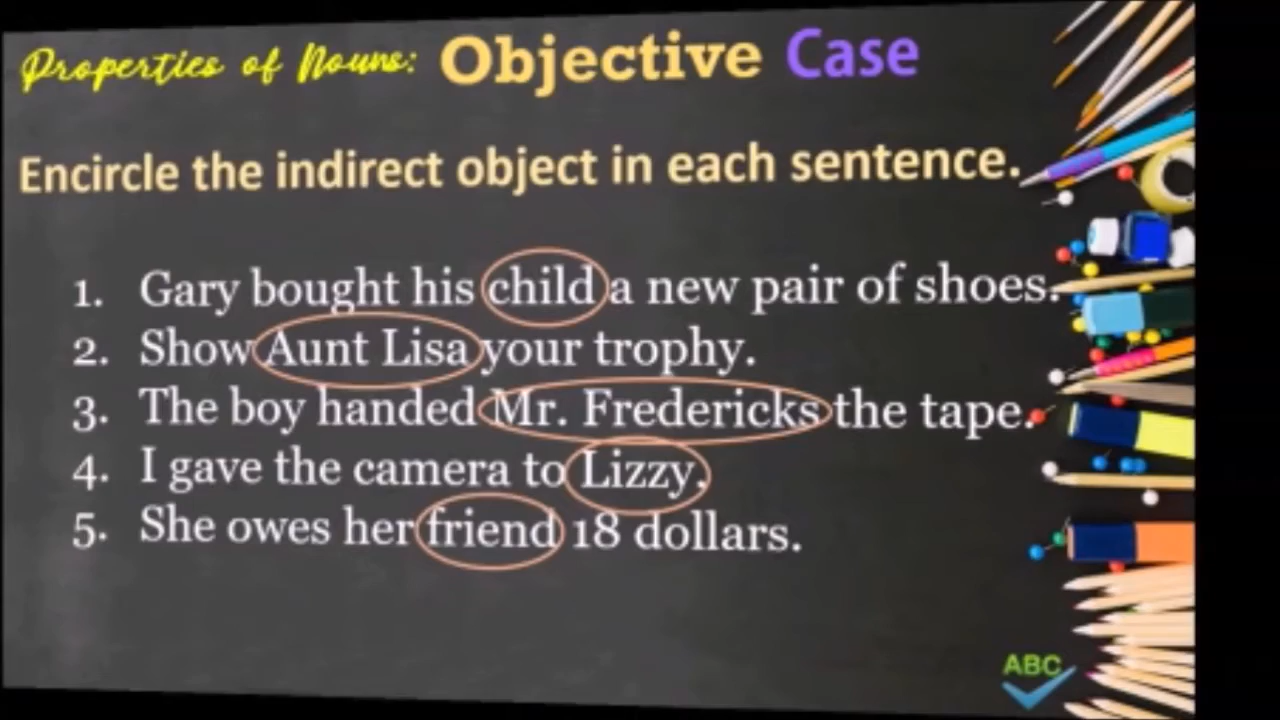 Properties of Nouns: Objective Case
Encircle the indirect object in each sentence.
1. Gary bought his child a new pair of shoes.
2. Show Aunt Lisa your trophy.
3. The boy handed Mr. Fredericks the tape.
4. I gave the camera to Lizzy.
5. She owes her friend 18 dollars.
ABC